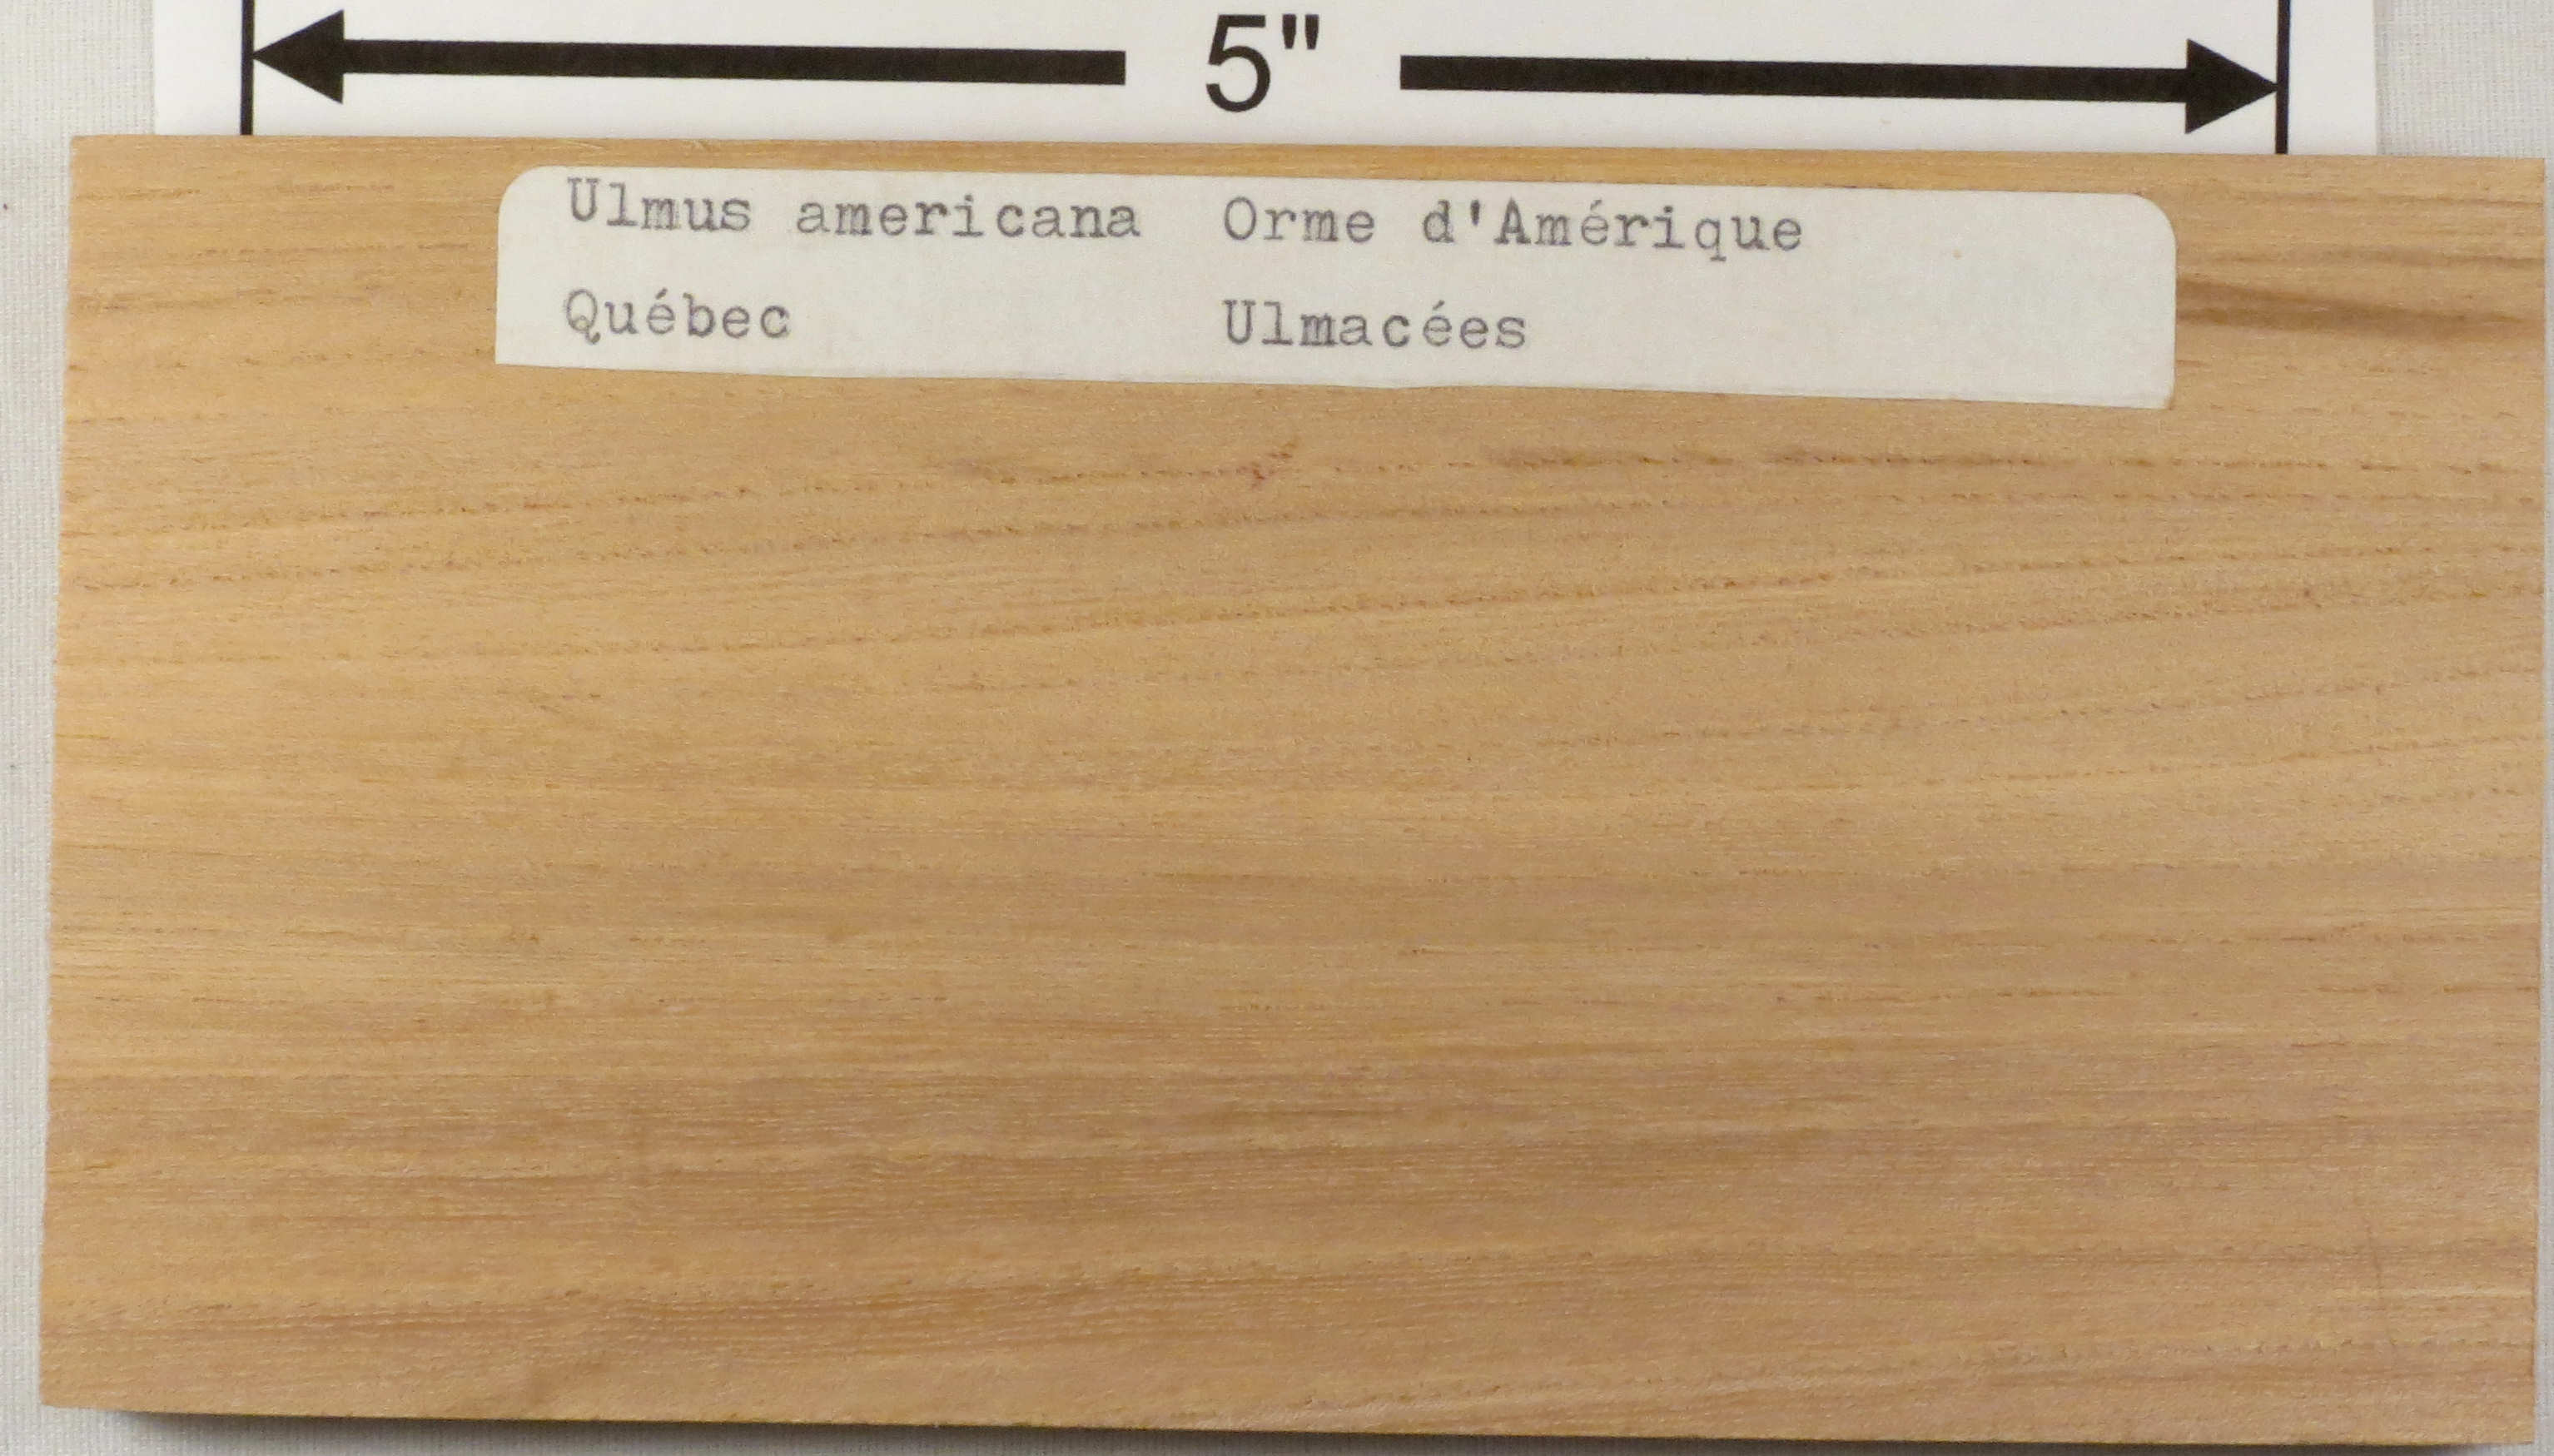 5"
Ulmus americana Orme d'Amérique
Québec Ulmacées